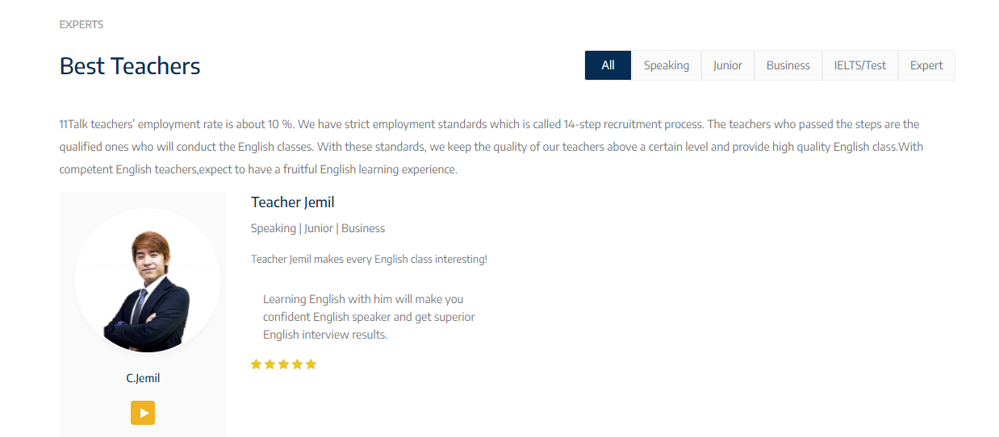 EXPERTS
Best Teachers
All Speaking Junior Business IELTS/Test Expert
11Talk teachers’ employment rate is about 10 %. We have strict employment standards which is called 14-step recruitment process. The teachers who passed the steps are the
qualified ones who will conduct the English classes. With these standards, we keep the quality of our teachers above a certain level and provide high quality English class.With
competent English teachers,expect to have a fruitful English learning experience.
Teacher Jemil
Speaking | Junior | Business
Teacher Jemil makes every English class interesting!
Learning English with him will make you
confident English speaker and get superior
English interview results.
C.Jemil